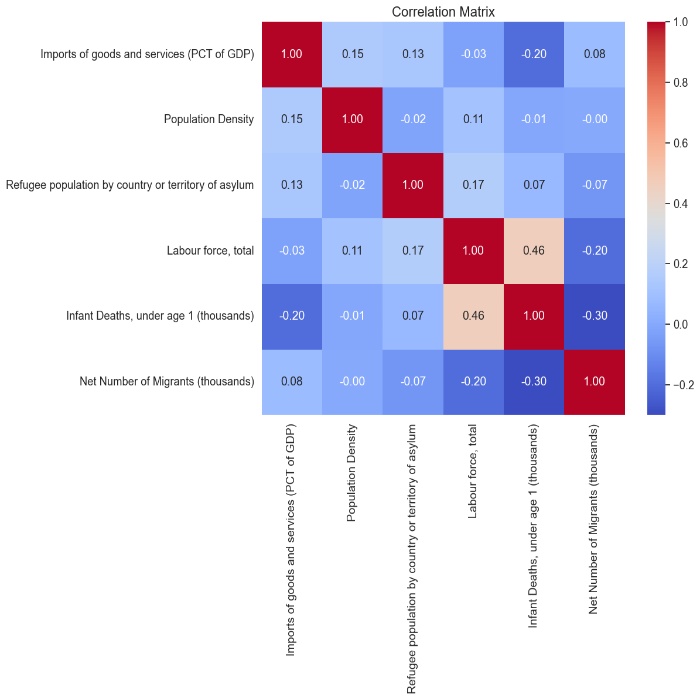 Correlation Matrix
Imports of goods and services (PCT of GDP) 1.00 0.15 0.13 -0.03 -0.20 0.08
Population Density 0.15 1.00 -0.02 0.11 -0.01 -0.00
Refugee population by country or territory of asylum 0.13 -0.02 1.00 0.17 0.07 -0.07
Labour force, total -0.03 0.11 0.17 1.00 0.46 -0.20
Infant Deaths, under age 1 (thousands) -0.20 -0.01 0.07 0.46 1.00 -0.30
Net Number of Migrants (thousands) 0.08 -0.00 -0.07 -0.20 -0.30 1.00
Imports of goods and services (PCT of GDP)
Population Density
Refugee population by country or territory of asylum
Labour force, total
Infant Deaths, under age 1 (thousands)
Net Number of Migrants (thousands)
1.0
0.8
0.6
0.4
0.2
0.0
−0.2